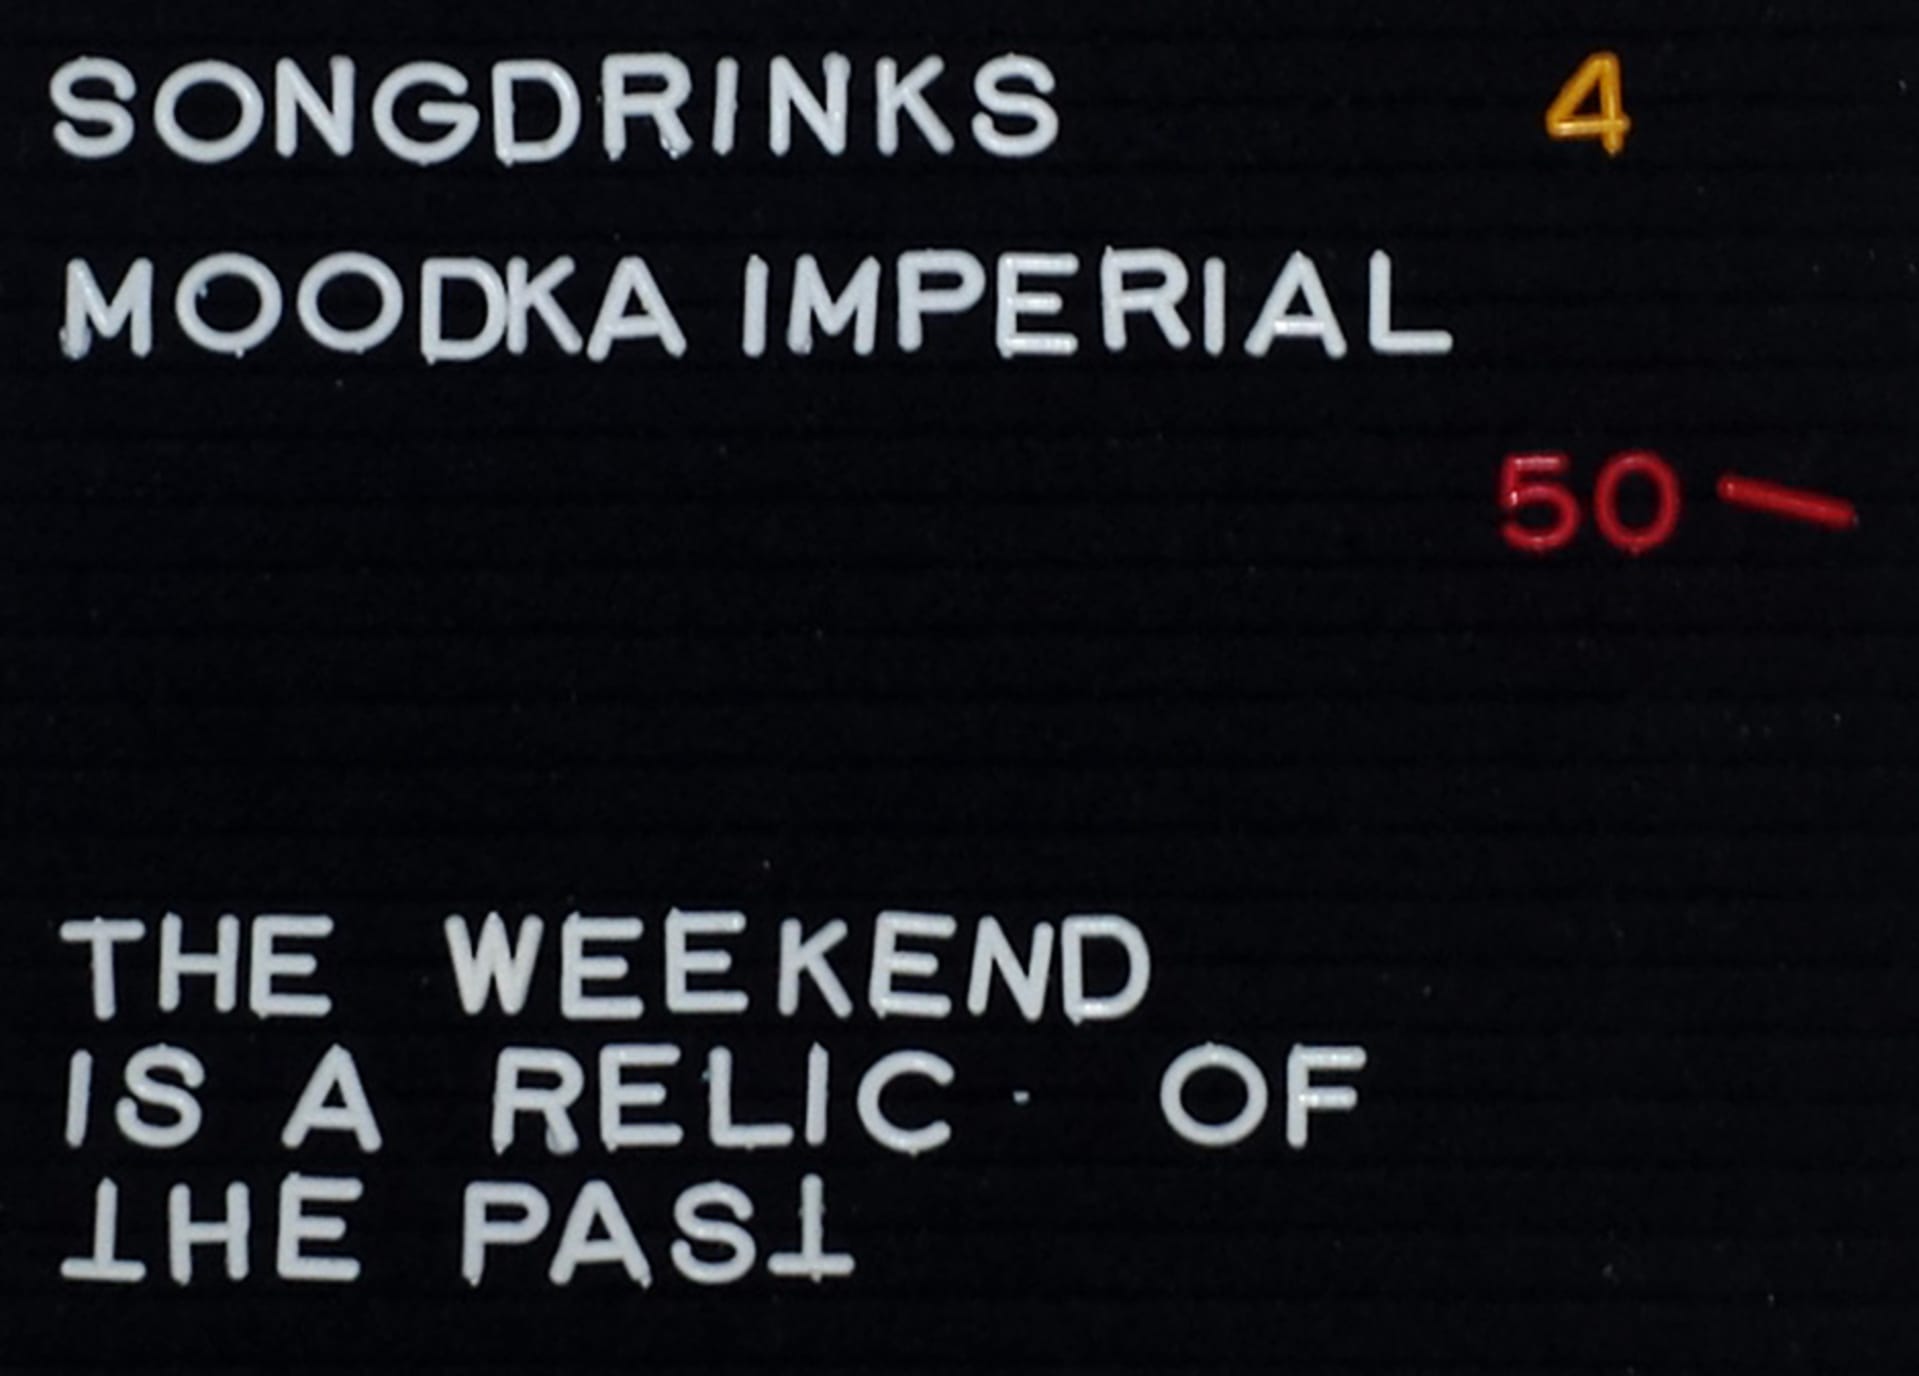 SONGDRINKS 4
MOODKA IMPERIAL
50 -
THE WEEKEND
IS A RELIC · OF
THE PAST